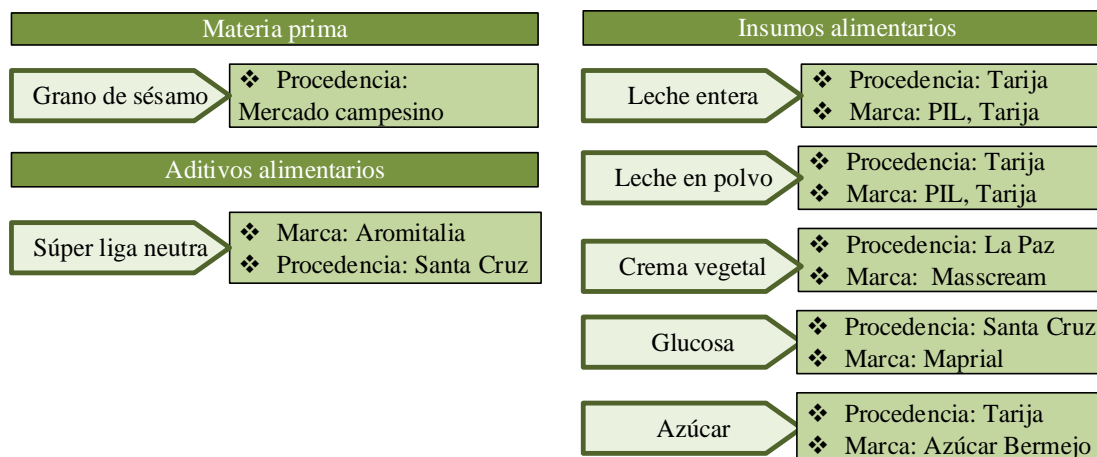 Materia prima
Grano de sésamo
❖ Procedencia:
Mercado campesino
Aditivos alimentarios
Súper liga neutra
❖ Marca: Aromitalia
❖ Procedencia: Santa Cruz
Insumos alimentarios
Leche entera
❖ Procedencia: Tarija
❖ Marca: PIL, Tarija
Leche en polvo
❖ Procedencia: Tarija
❖ Marca: PIL, Tarija
Crema vegetal
❖ Procedencia: La Paz
❖ Marca: Masscream
Glucosa
❖ Procedencia: Santa Cruz
❖ Marca: Maprial
Azúcar
❖ Procedencia: Tarija
❖ Marca: Azúcar Bermejo